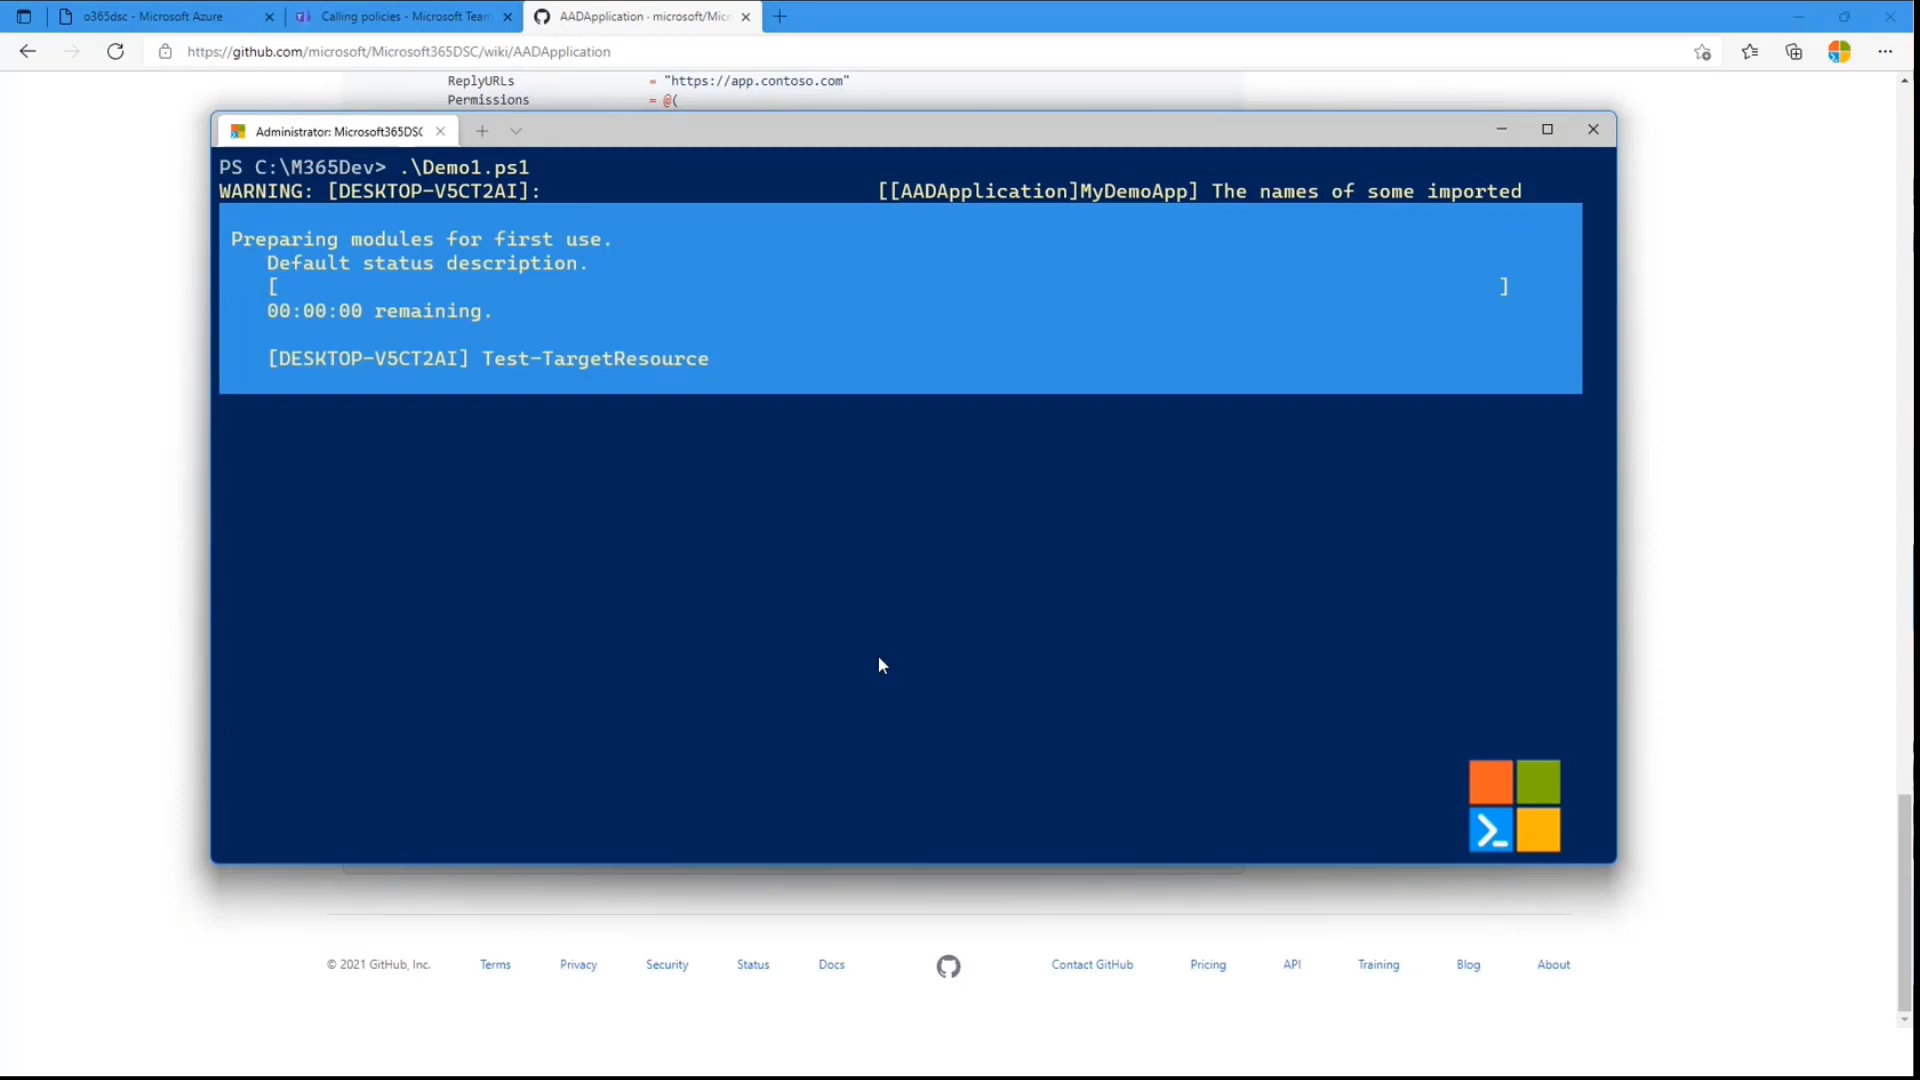 o365dsc - Microsoft Azure
Calling policies - Microsoft Team
AADApplication · microsoft/Micr
https://github.com/microsoft/Microsoft365DSC/wiki/AADApplication
ReplyURLs = "https://app.contoso.com"
Permissions = @(
Administrator: Microsoft365DSC
PS C:\M365Dev> .\Demo1.ps1
WARNING: [DESKTOP-V5CT2AI]: [[AADApplication]MyDemoApp] The names of some imported
Preparing modules for first use.
Default status description.
[ ]
00:00:00 remaining.
[DESKTOP-V5CT2AI] Test-TargetResource
© 2021 GitHub, Inc. Terms Privacy Security Status Docs Contact GitHub Pricing API Training Blog About